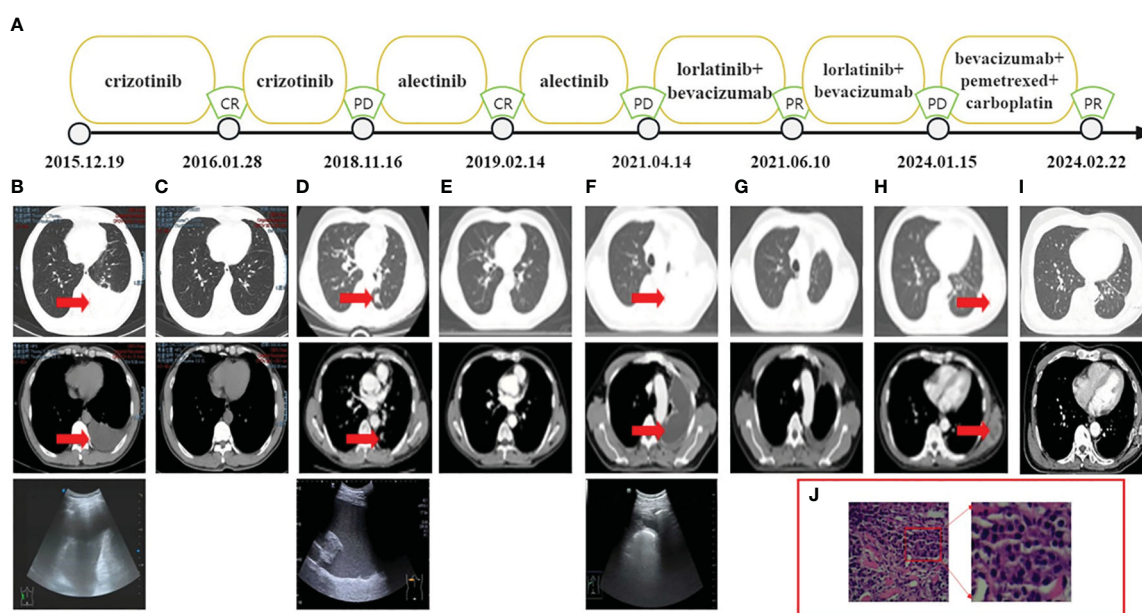 A
crizotinib
CR
crizotinib
PD
alectinib
CR
alectinib
PD
lorlatinib+
bevacizumab
PR
lorlatinib+
bevacizumab
PD
bevacizumab+
pemetrexed+
carboplatin
PR
2015.12.19
2016.01.28
2018.11.16
2019.02.14
2021.04.14
2021.06.10
2024.01.15
2024.02.22
B
C
D
E
F
G
H
I
J